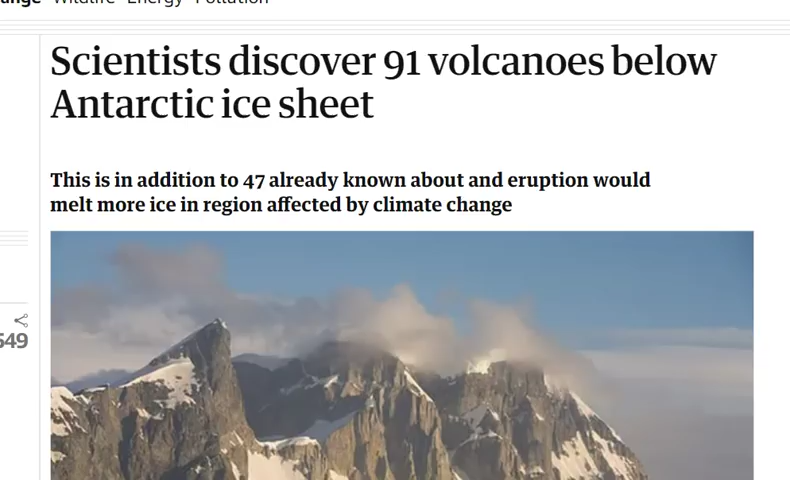 Wildlife Energy Pollution
Scientists discover 91 volcanoes below
Antarctic ice sheet
This is in addition to 47 already known about and eruption would
melt more ice in region affected by climate change
549